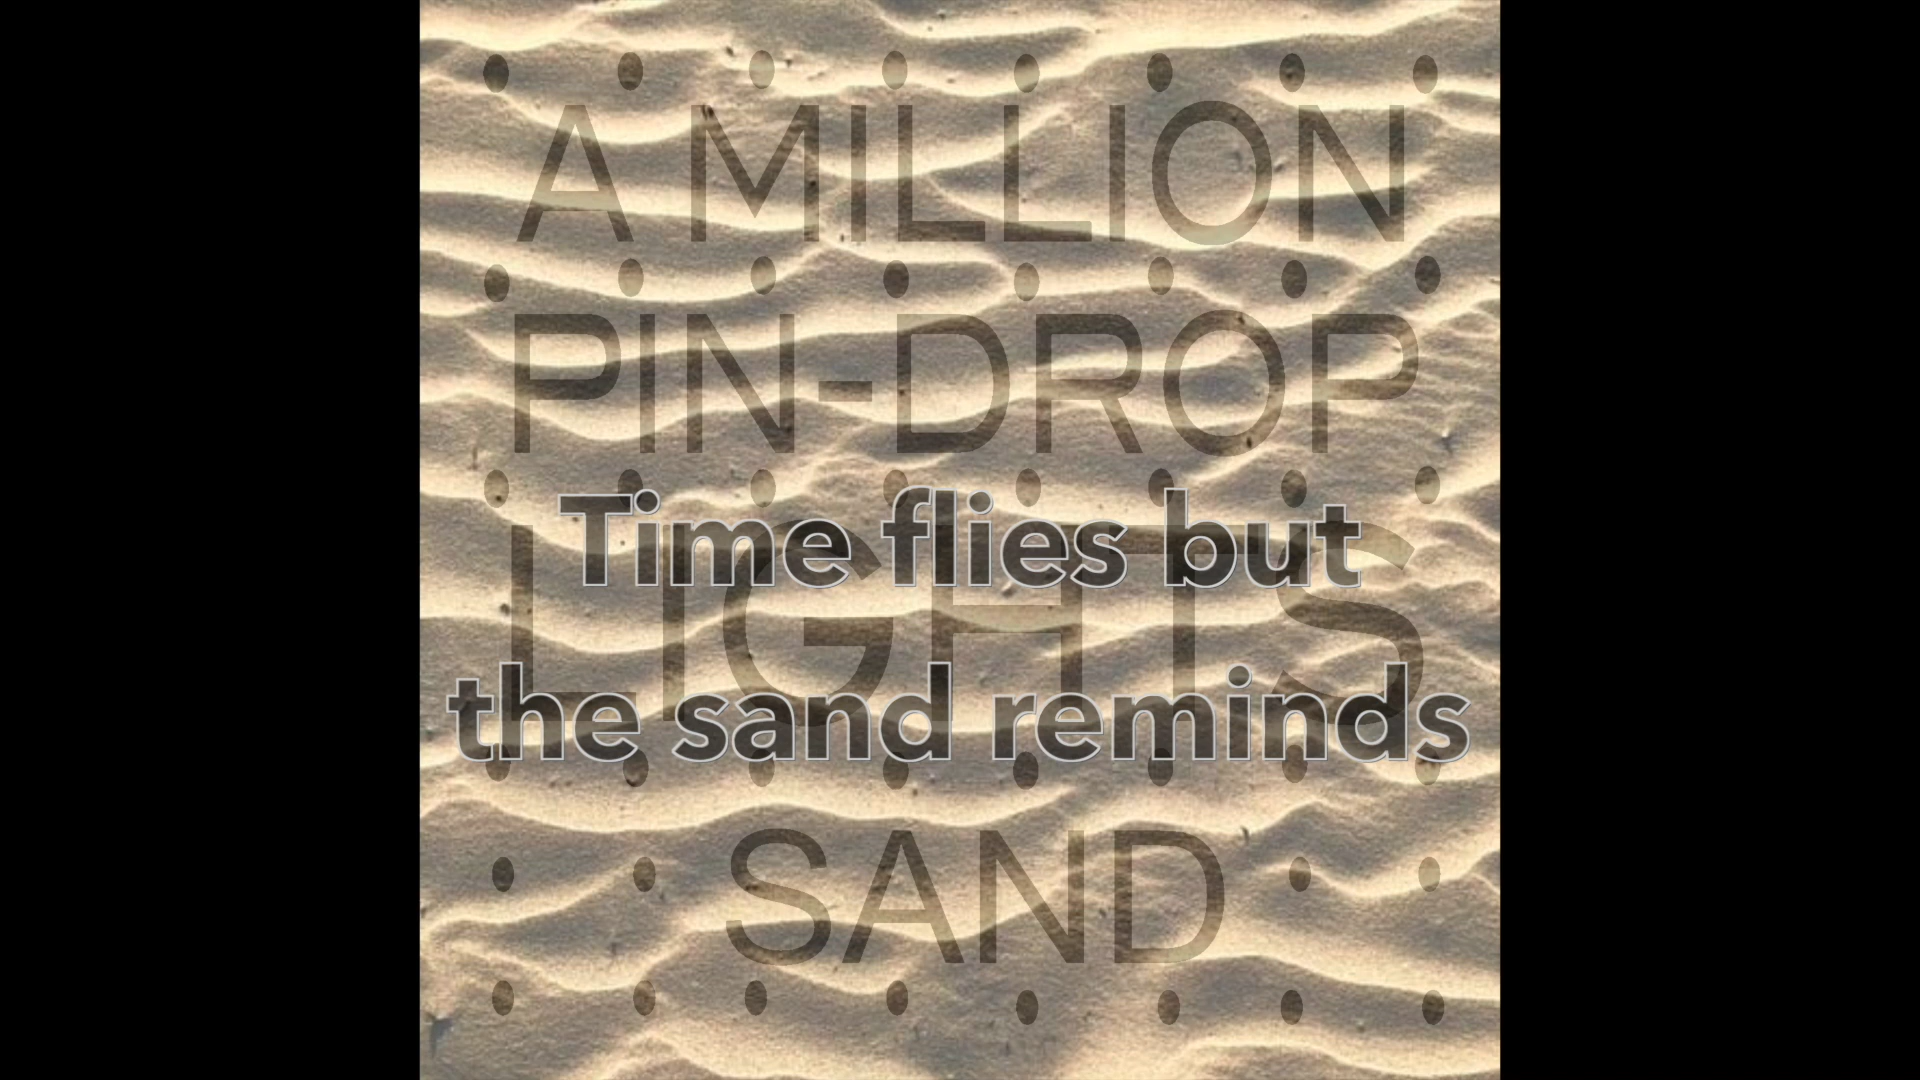 A MILLION
PIN-DROP
LIGHTS
Time flies but
the sand reminds
SAND